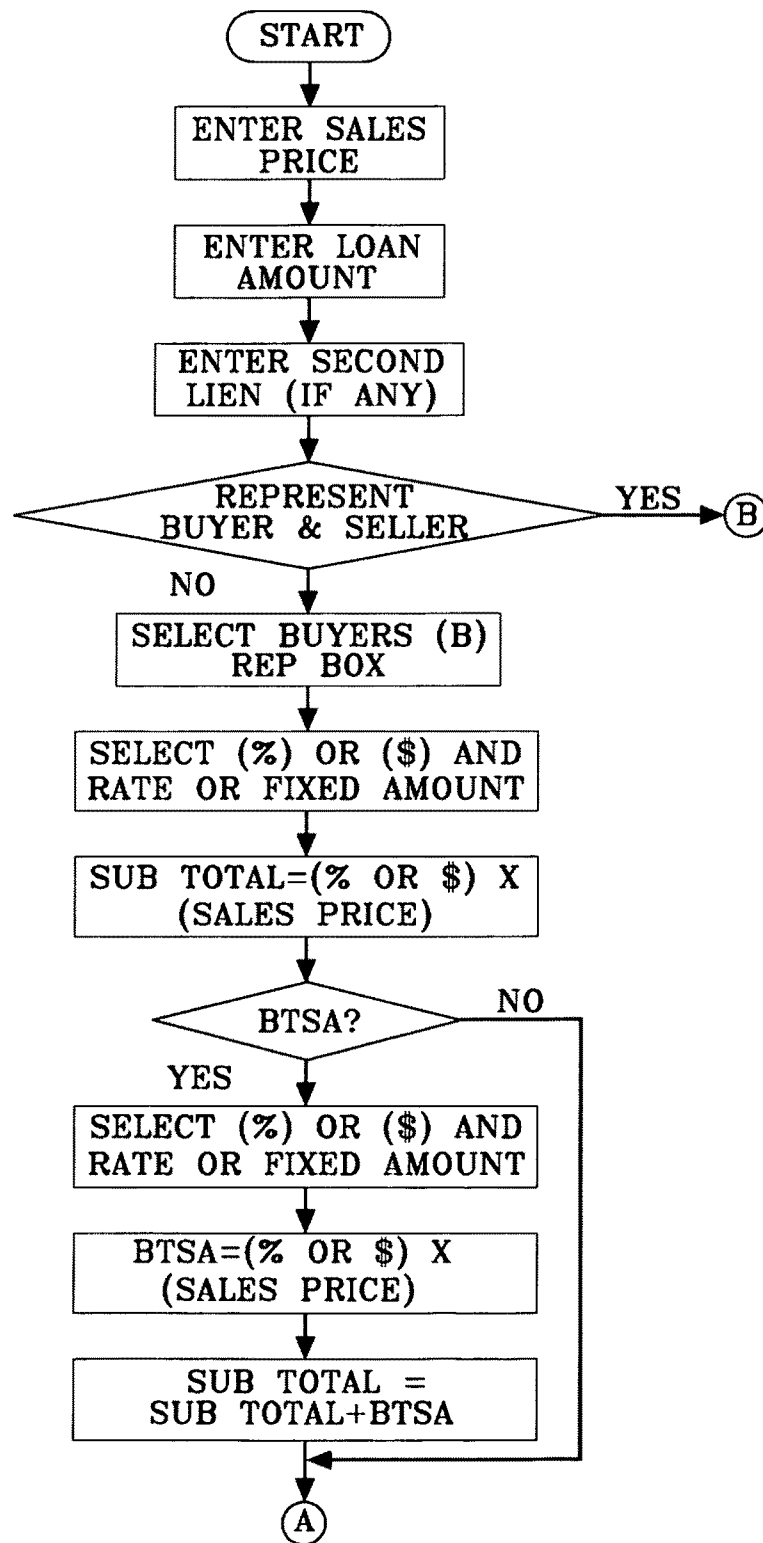 START
ENTER SALES
PRICE
ENTER LOAN
AMOUNT
ENTER SECOND
LIEN (IF ANY)
REPRESENT
BUYER & SELLER
YES
B
NO
SELECT BUYERS (B)
REP BOX
SELECT (%) OR ($) AND
RATE OR FIXED AMOUNT
SUB TOTAL=(% OR $) X
(SALES PRICE)
BTSA?
NO
YES
SELECT (%) OR ($) AND
RATE OR FIXED AMOUNT
BTSA=(% OR $) X
(SALES PRICE)
SUB TOTAL =
SUB TOTAL+BTSA
A